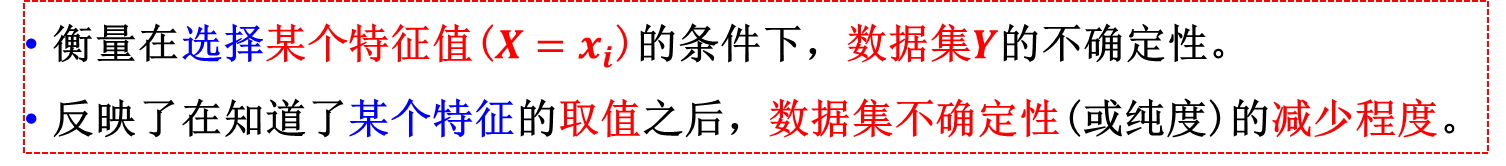 • 衡量在选择某个特征值(X = xᵢ)的条件下，数据集Y的不确定性。
• 反映了在知道了某个特征的取值之后，数据集不确定性(或纯度)的减少程度。